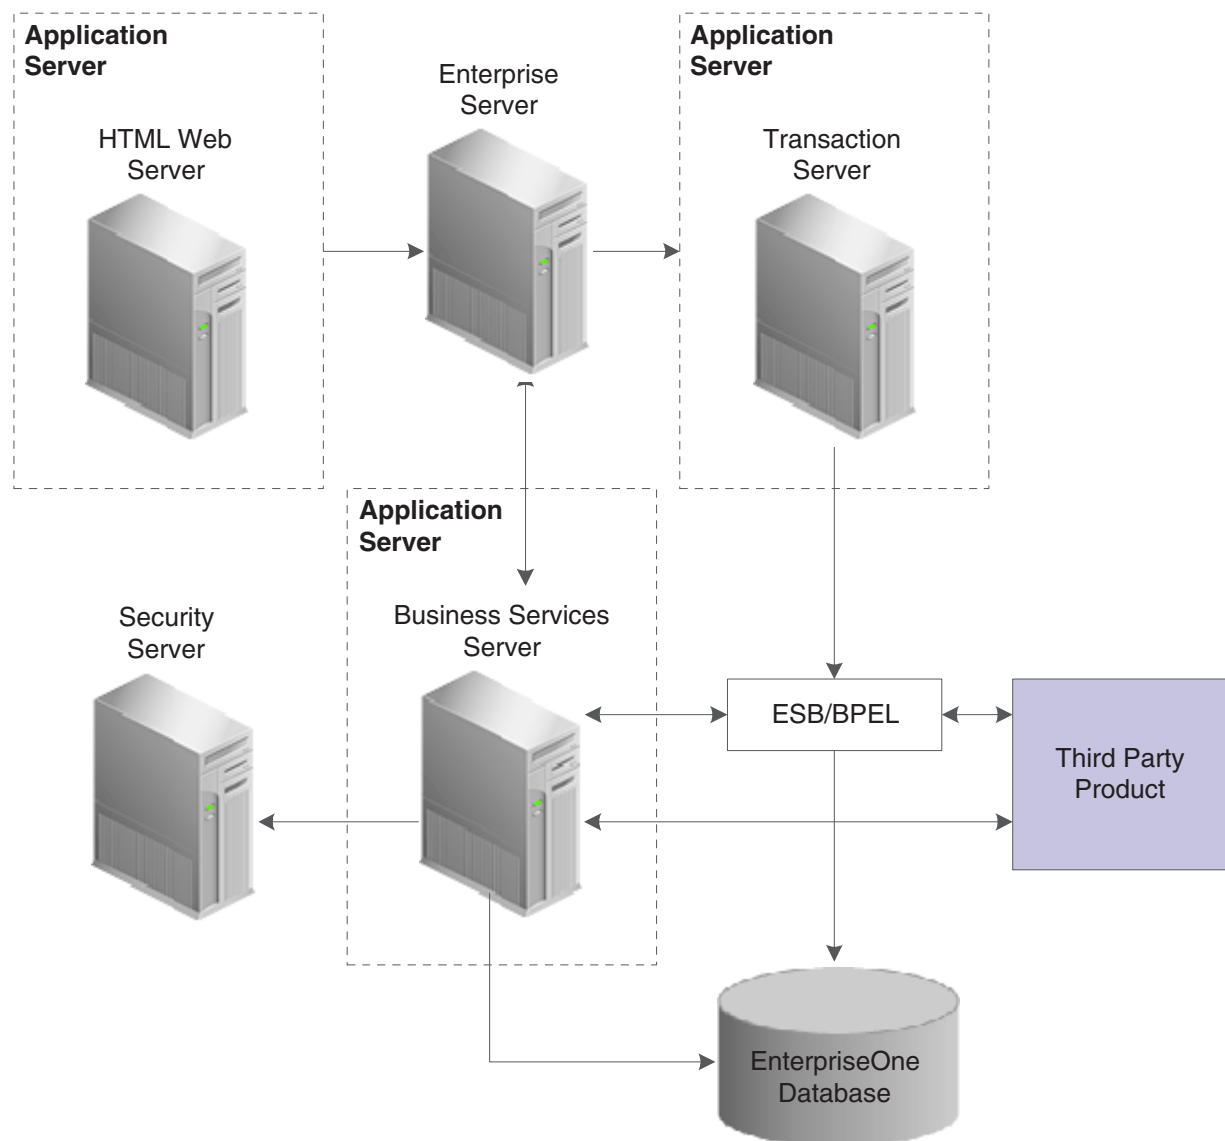 Application
Server
HTML Web
Server
Enterprise
Server
Application
Server
Transaction
Server
Application
Server
Security
Server
Business Services
Server
ESB/BPEL
Third Party
Product
EnterpriseOne
Database